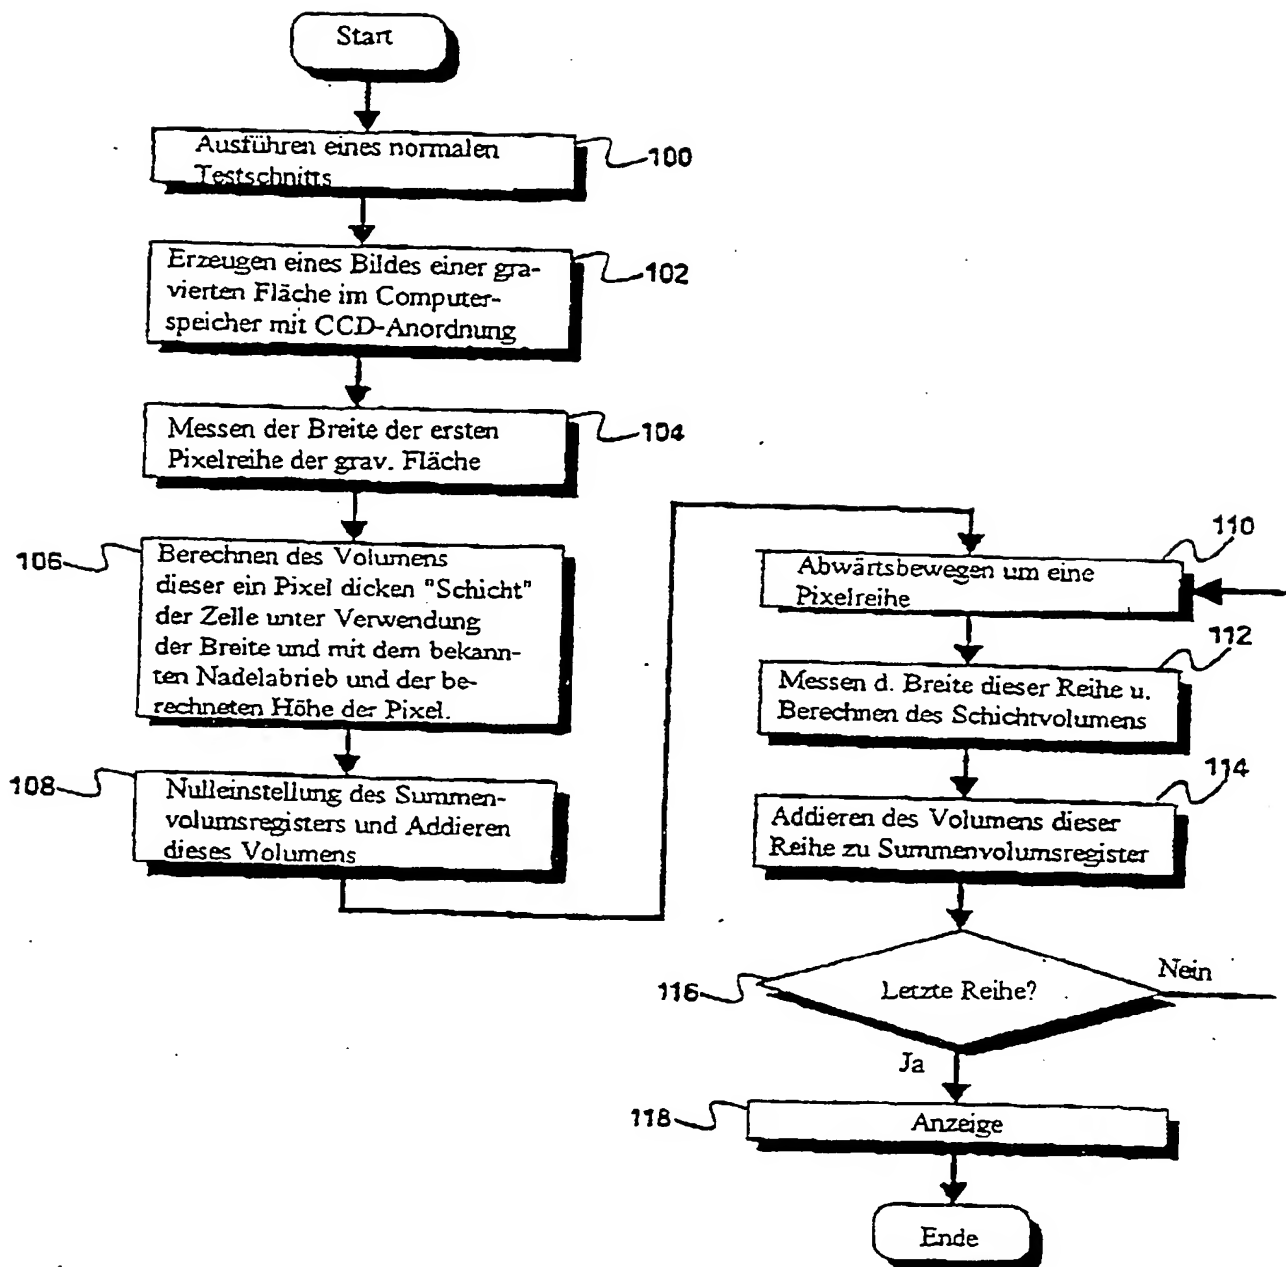 Start
Ausführen eines normalen
Testschnitts
100
Erzeugen eines Bildes einer gra-
vierten Fläche im Computer-
speicher mit CCD-Anordnung
102
Messen der Breite der ersten
Pixelreihe der grav. Fläche
104
106
Berechnen des Volumens
dieser ein Pixel dicken "Schicht"
der Zelle unter Verwendung
der Breite und mit dem bekann-
ten Nadelabrieb und der be-
rechneten Höhe der Pixel.
108
Nulleinstellung des Summen-
volumsregisters und Addieren
dieses Volumens
110
Abwärtsbewegen um eine
Pixelreihe
112
Messen d. Breite dieser Reihe u.
Berechnen des Schichtvolumens
114
Addieren des Volumens dieser
Reihe zu Summenvolumsregister
116
Letzte Reihe?
Nein
Ja
118
Anzeige
Ende